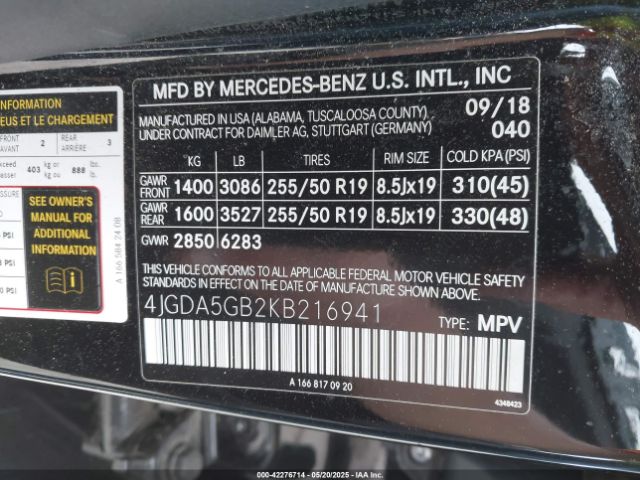 INFORMATION
EUS ET LE CHARGEMENT
FRONT 2 REAR 3
AVANT ARRIÈRE
403 kg or 888 lbs.
SEE OWNER'S
MANUAL FOR
ADDITIONAL
INFORMATION
A 166 584 24 08
MFD BY MERCEDES-BENZ U.S. INTL., INC
MANUFACTURED IN USA (ALABAMA, TUSCALOOSA COUNTY) 09/18
UNDER CONTRACT FOR DAIMLER AG, STUTTGART (GERMANY) 040
KG LB TIRES RIM SIZE COLD KPA(PSI)
GAWR FRONT 1400 3086 255/50 R19 8.5Jx19 310(45)
GAWR REAR 1600 3527 255/50 R19 8.5Jx19 330(48)
GVWR 2850 6283
THIS VEHICLE CONFORMS TO ALL APPLICABLE FEDERAL MOTOR VEHICLE SAFETY
STANDARDS IN EFFECT ON THE DATE OF MANUFACTURE SHOWN ABOVE
4JGDA5GB2KB216941 TYPE: MPV
A 166 817 09 20
4348423
000-42276714 - 05/20/2025 - IAA Inc.